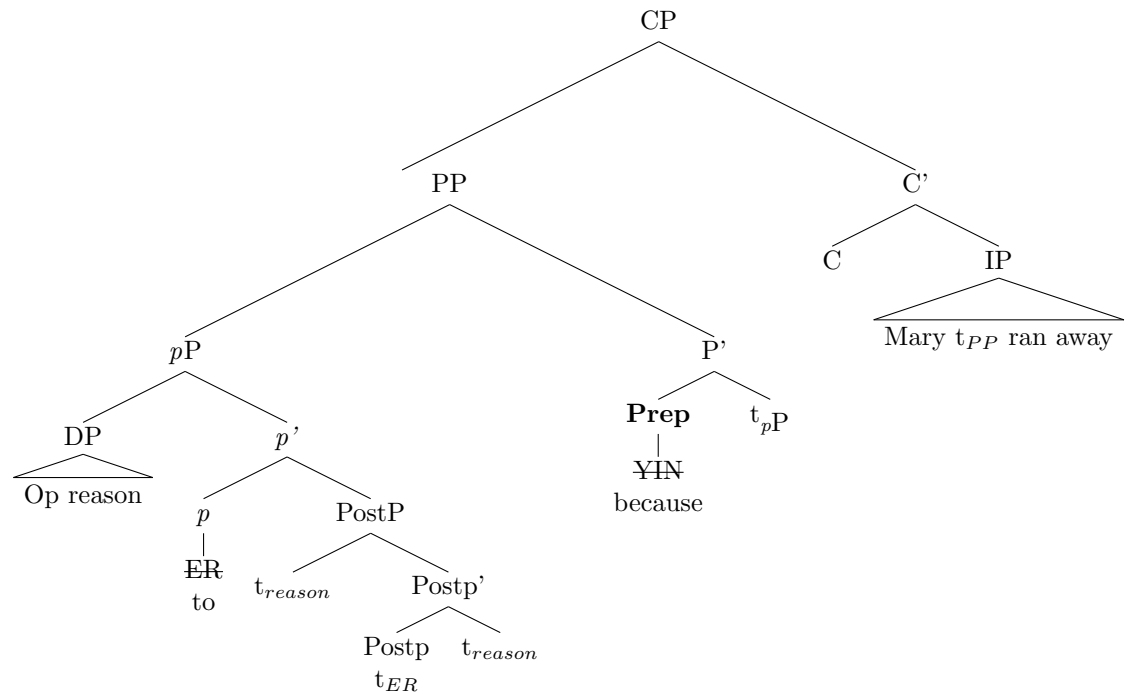 CP
PP C'
C IP
Mary t_PP ran away
pP P'
DP p' Prep t_pP
Op reason YIN
because
p PostP
ER
to t_reason Postp'
Postp t_reason
t_ER